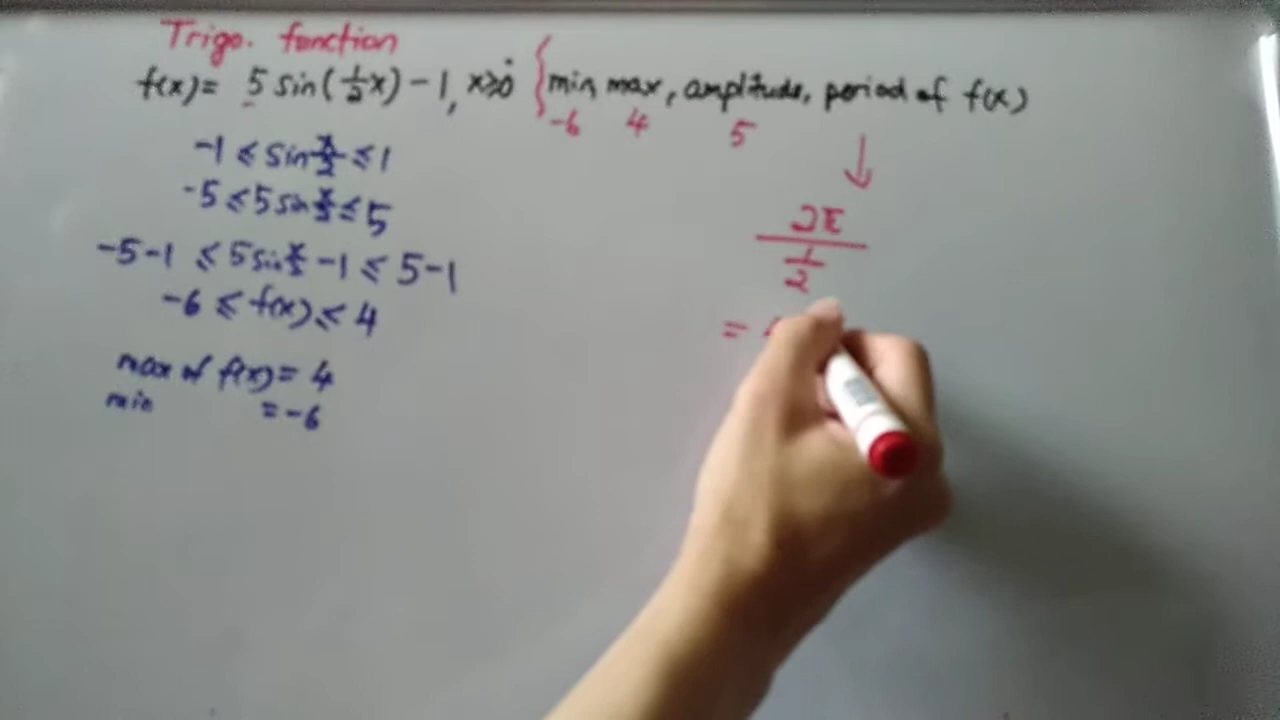 Trigo. function
f(x) = 5 sin(1/2 x) - 1, x ≥ 0 { min max, amplitude, period of f(x)
-6 4 5 ↓
-1 ≤ sin x/2 ≤ 1
-5 ≤ 5 sin x/2 ≤ 5
-5-1 ≤ 5 sin x/2 - 1 ≤ 5-1
-6 ≤ f(x) ≤ 4
max of f(x) = 4
min = -6
2π
1/2
=